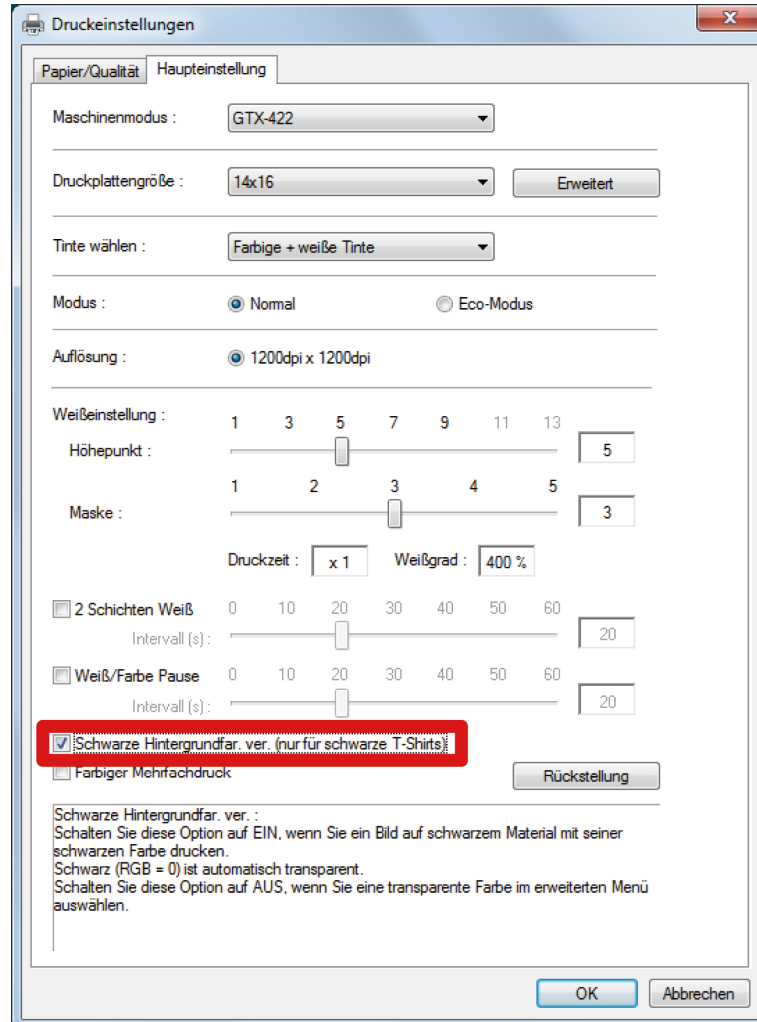 Druckeinstellungen
x
Papier/Qualität Haupteinstellung
Maschinenmodus : GTX-422
Druckplattengröße : 14x16 Erweitert
Tinte wählen : Farbige + weiße Tinte
Modus : Normal Eco-Modus
Auflösung : 1200dpi x 1200dpi
Weißeinstellung : 1 3 5 7 9 11 13
Höhepunkt : 5
1 2 3 4 5
Maske : 3
Druckzeit : x 1 Weißgrad : 400 %
2 Schichten Weiß 0 10 20 30 40 50 60
Intervall (s) : 20
Weiß/Farbe Pause 0 10 20 30 40 50 60
Intervall (s) : 20
Schwarze Hintergrundfar. ver. (nur für schwarze T-Shirts)
Farbiger Mehrfachdruck Rückstellung
Schwarze Hintergrundfar. ver. :
Schalten Sie diese Option auf EIN, wenn Sie ein Bild auf schwarzem Material mit seiner
schwarzen Farbe drucken.
Schwarz (RGB = 0) ist automatisch transparent.
Schalten Sie diese Option auf AUS, wenn Sie eine transparente Farbe im erweiterten Menü
auswählen.
OK Abbrechen